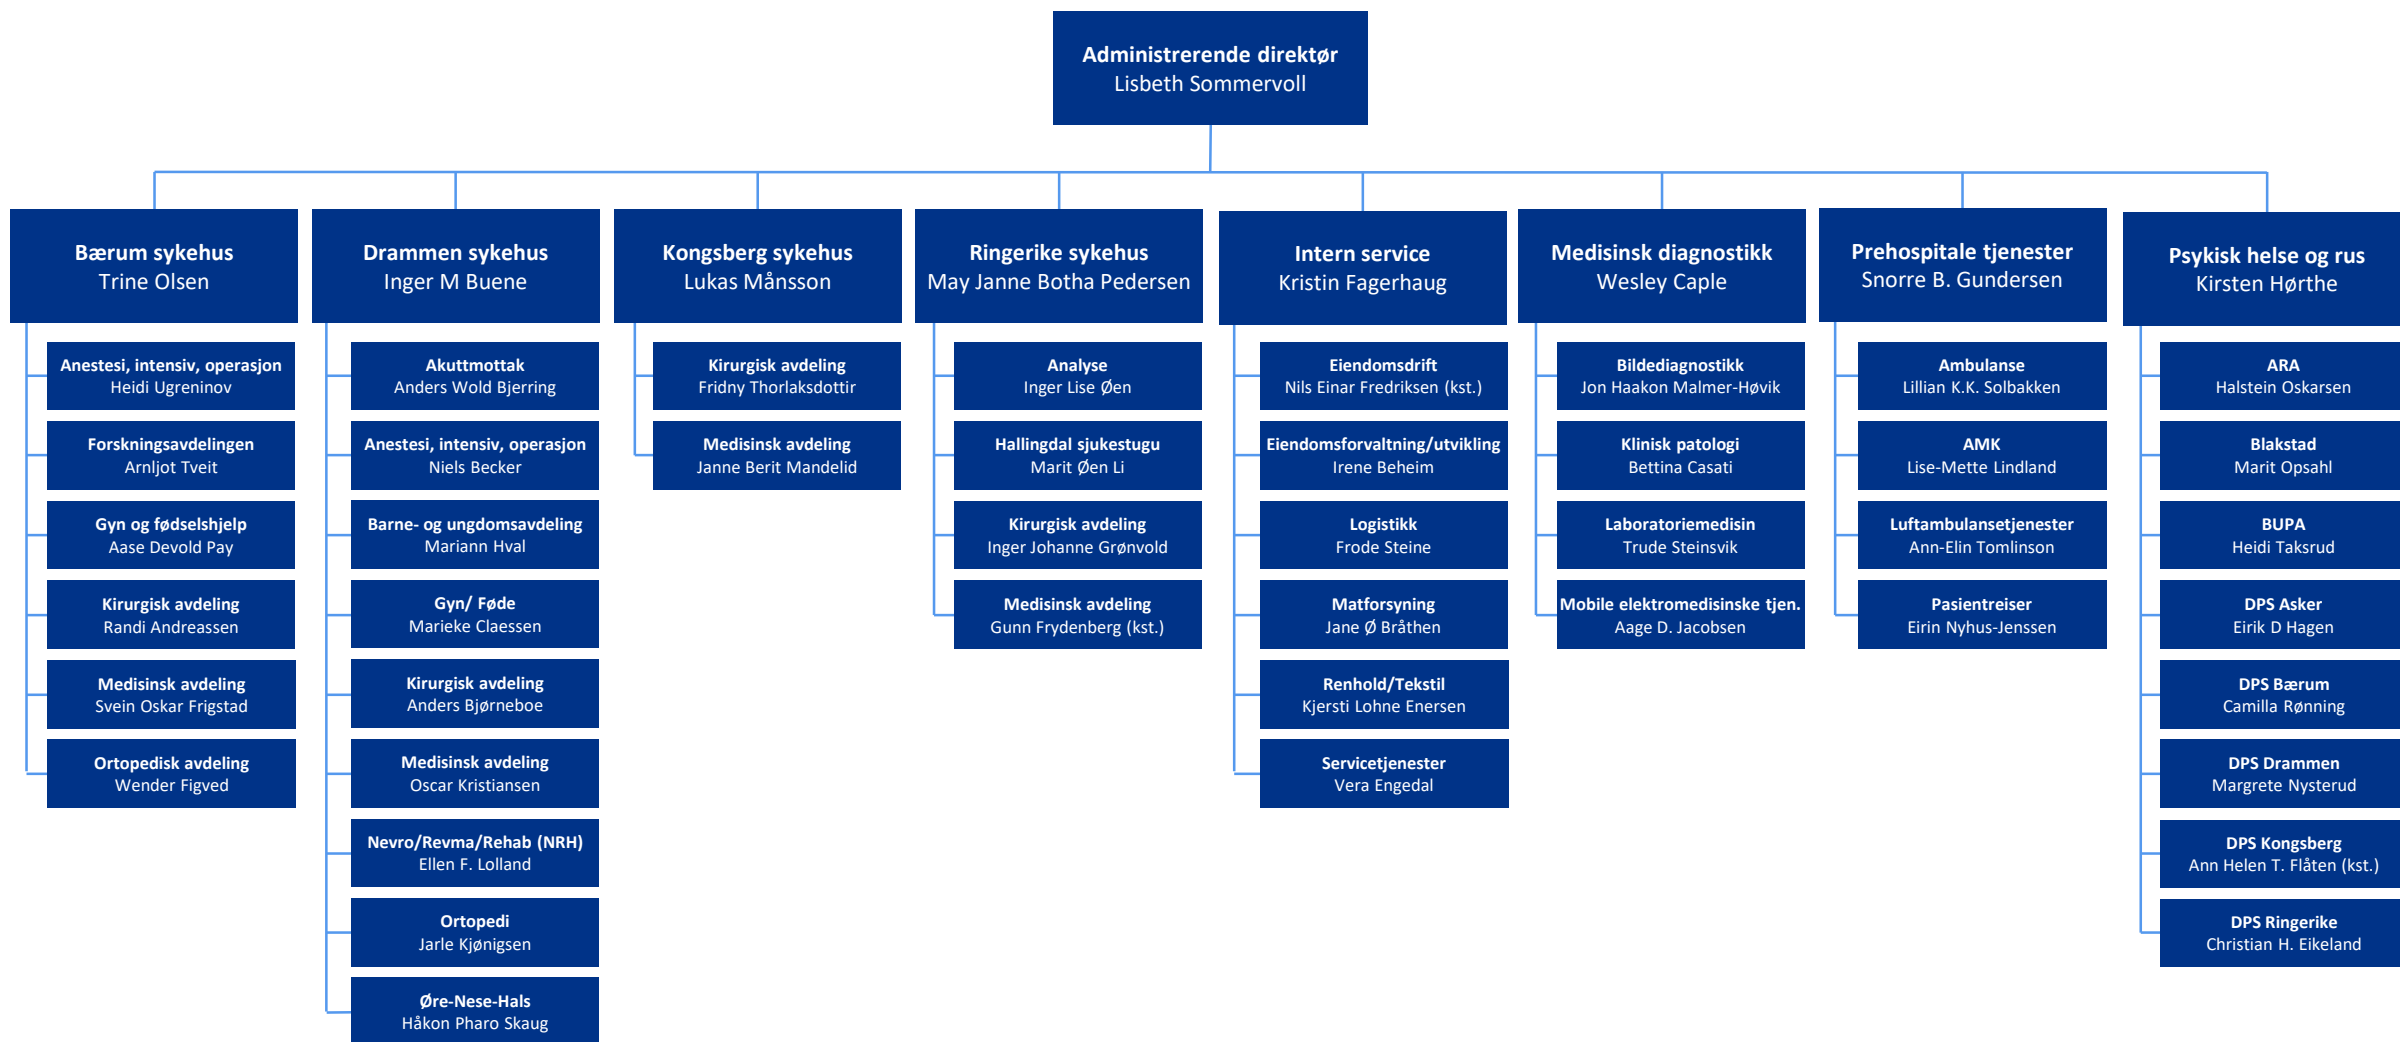 Administrerende direktør
Lisbeth Sommervoll
Bærum sykehus
Trine Olsen
Anestesi, intensiv, operasjon
Heidi Ugreninov
Forskningsavdelingen
Arnljot Tveit
Gyn og fødselshjelp
Aase Devold Pay
Kirurgisk avdeling
Randi Andreassen
Medisinsk avdeling
Svein Oskar Frigstad
Ortopedisk avdeling
Wender Figved
Drammen sykehus
Inger M Buene
Akuttmottak
Anders Wold Bjerring
Anestesi, intensiv, operasjon
Niels Becker
Barne- og ungdomsavdeling
Mariann Hval
Gyn/ Føde
Marieke Claessen
Kirurgisk avdeling
Anders Bjørneboe
Medisinsk avdeling
Oscar Kristiansen
Nevro/Revma/Rehab (NRH)
Ellen F. Lolland
Ortopedi
Jarle Kjønigsen
Øre-Nese-Hals
Håkon Pharo Skaug
Kongsberg sykehus
Lukas Månsson
Kirurgisk avdeling
Fridny Thorlaksdottir
Medisinsk avdeling
Janne Berit Mandelid
Ringerike sykehus
May Janne Botha Pedersen
Analyse
Inger Lise Øen
Hallingdal sjukestugu
Marit Øen Li
Kirurgisk avdeling
Inger Johanne Grønvold
Medisinsk avdeling
Gunn Frydenberg (kst.)
Intern service
Kristin Fagerhaug
Eiendomsdrift
Nils Einar Fredriksen (kst.)
Eiendomsforvaltning/utvikling
Irene Beheim
Logistikk
Frode Steine
Matforsyning
Jane Ø Bråthen
Renhold/Tekstil
Kjersti Lohne Enersen
Servicetjenester
Vera Engedal
Medisinsk diagnostikk
Wesley Caple
Bildediagnostikk
Jon Haakon Malmer-Høvik
Klinisk patologi
Bettina Casati
Laboratoriemedisin
Trude Steinsvik
Mobile elektromedisinske tjen.
Aage D. Jacobsen
Prehospitale tjenester
Snorre B. Gundersen
Ambulanse
Lillian K.K. Solbakken
AMK
Lise-Mette Lindland
Luftambulansetjenester
Ann-Elin Tomlinson
Pasientreiser
Eirin Nyhus-Jenssen
Psykisk helse og rus
Kirsten Hørthe
ARA
Halstein Oskarsen
Blakstad
Marit Opsahl
BUPA
Heidi Taksrud
DPS Asker
Eirik D Hagen
DPS Bærum
Camilla Rønning
DPS Drammen
Margrete Nysterud
DPS Kongsberg
Ann Helen T. Flåten (kst.)
DPS Ringerike
Christian H. Eikeland